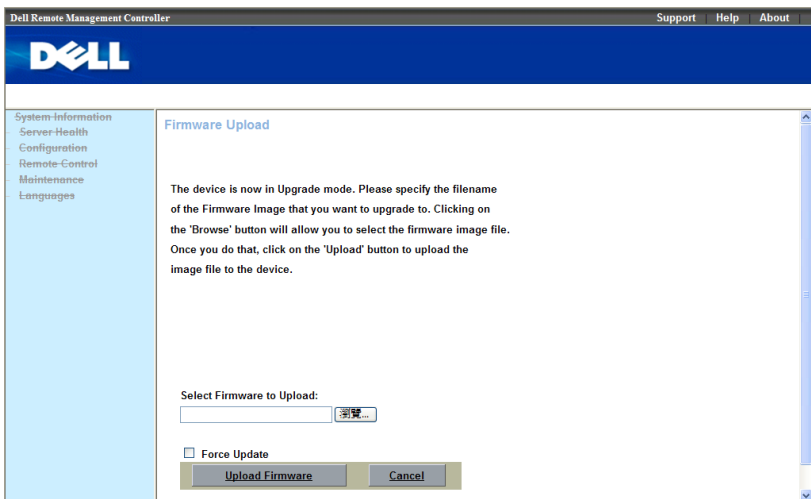 Dell Remote Management Controller
Support Help About
DELL
System Information
Server Health
Configuration
Remote Control
Maintenance
Languages
Firmware Upload
The device is now in Upgrade mode. Please specify the filename
of the Firmware Image that you want to upgrade to. Clicking on
the 'Browse' button will allow you to select the firmware image file.
Once you do that, click on the 'Upload' button to upload the
image file to the device.
Select Firmware to Upload:
瀏覽...
Force Update
Upload Firmware Cancel